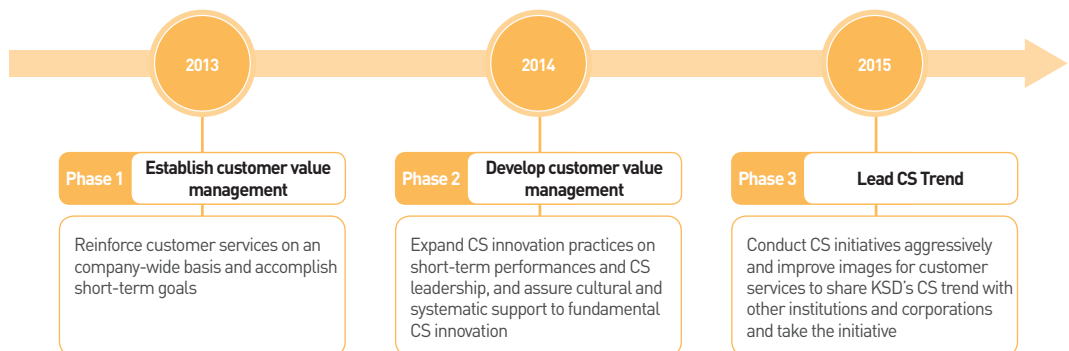 2013
2014
2015
Phase 1
Establish customer value
management
Reinforce customer services on an
company-wide basis and accomplish
short-term goals
Phase 2
Develop customer value
management
Expand CS innovation practices on
short-term performances and CS
leadership, and assure cultural and
systematic support to fundamental
CS innovation
Phase 3
Lead CS Trend
Conduct CS initiatives aggressively
and improve images for customer
services to share KSD's CS trend with
other institutions and corporations
and take the initiative